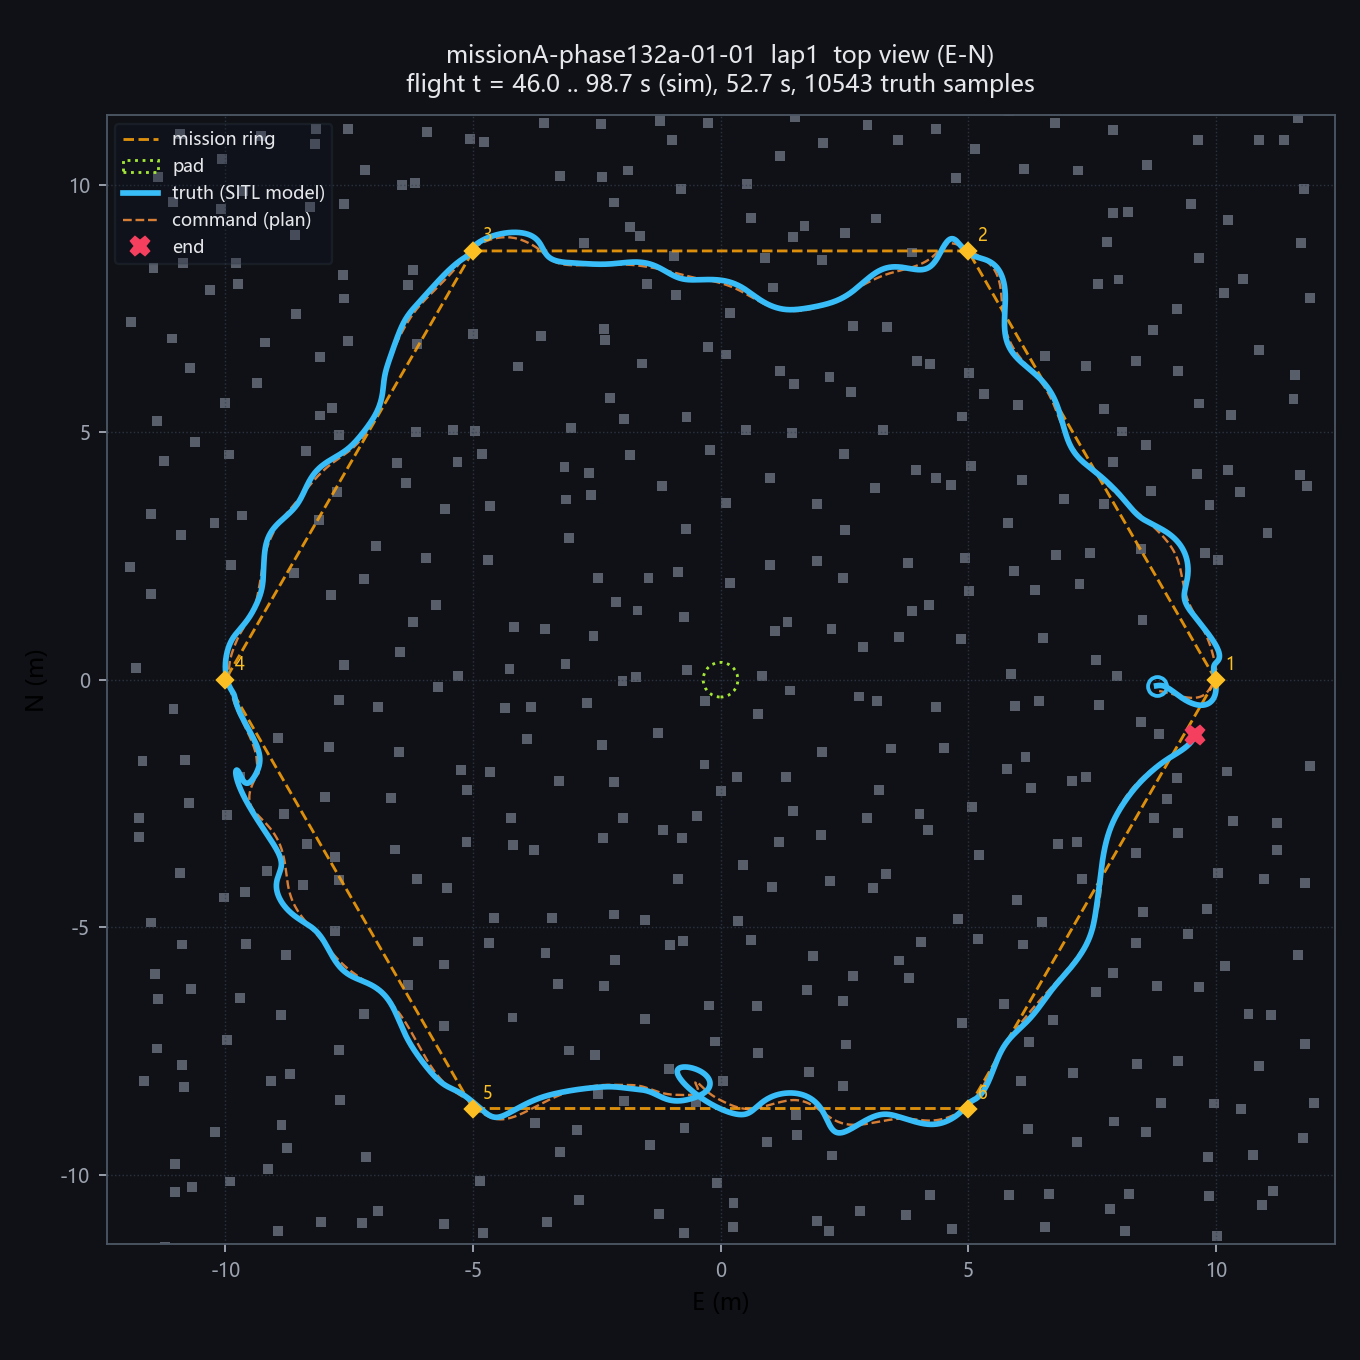 missionA-phase132a-01-01 lap1 top view (E-N)
flight t = 46.0 .. 98.7 s (sim), 52.7 s, 10543 truth samples
mission ring
pad
truth (SITL model)
command (plan)
end
10
5
0
-5
-10
N (m)
3
2
4
1
5
6
-10
-5
0
5
10
E (m)